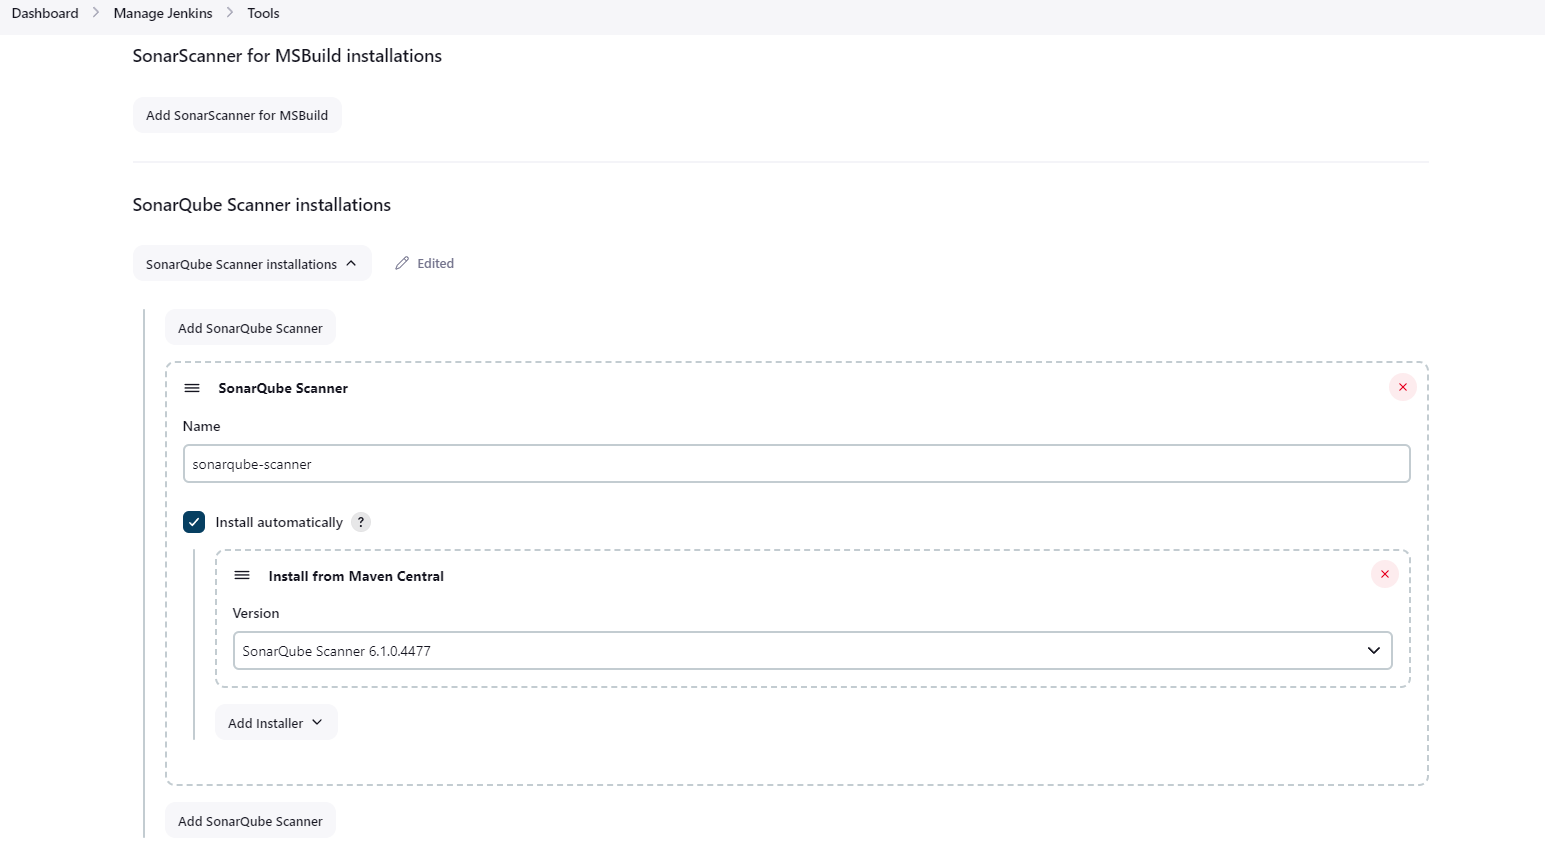 Dashboard > Manage Jenkins > Tools
SonarScanner for MSBuild installations
Add SonarScanner for MSBuild
SonarQube Scanner installations
SonarQube Scanner installations Edited
Add SonarQube Scanner
SonarQube Scanner
Name
sonarqube-scanner
Install automatically ?
Install from Maven Central
Version
SonarQube Scanner 6.1.0.4477
Add Installer
Add SonarQube Scanner